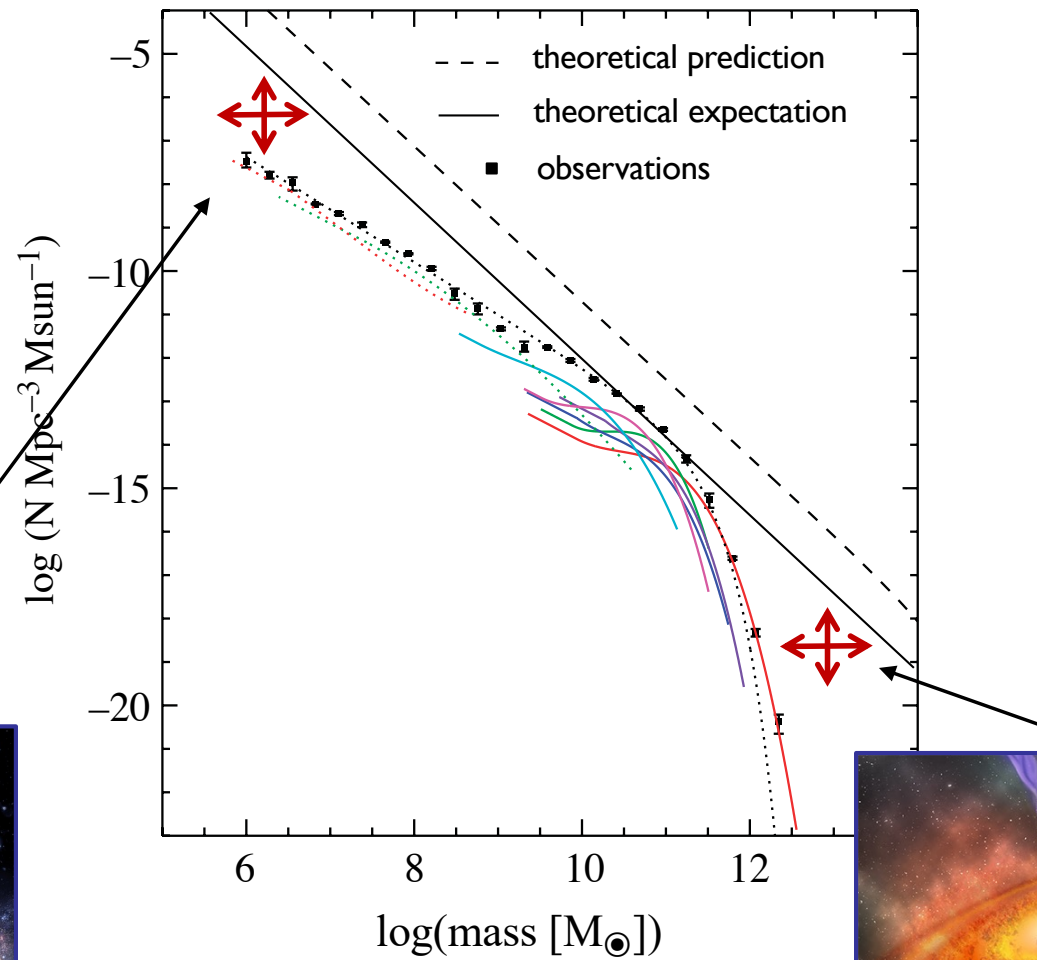 −5
theoretical prediction
theoretical expectation
observations
−10
−15
−20
log (N Mpc⁻³ Msun⁻¹)
6 8 10 12
log(mass [M☉])